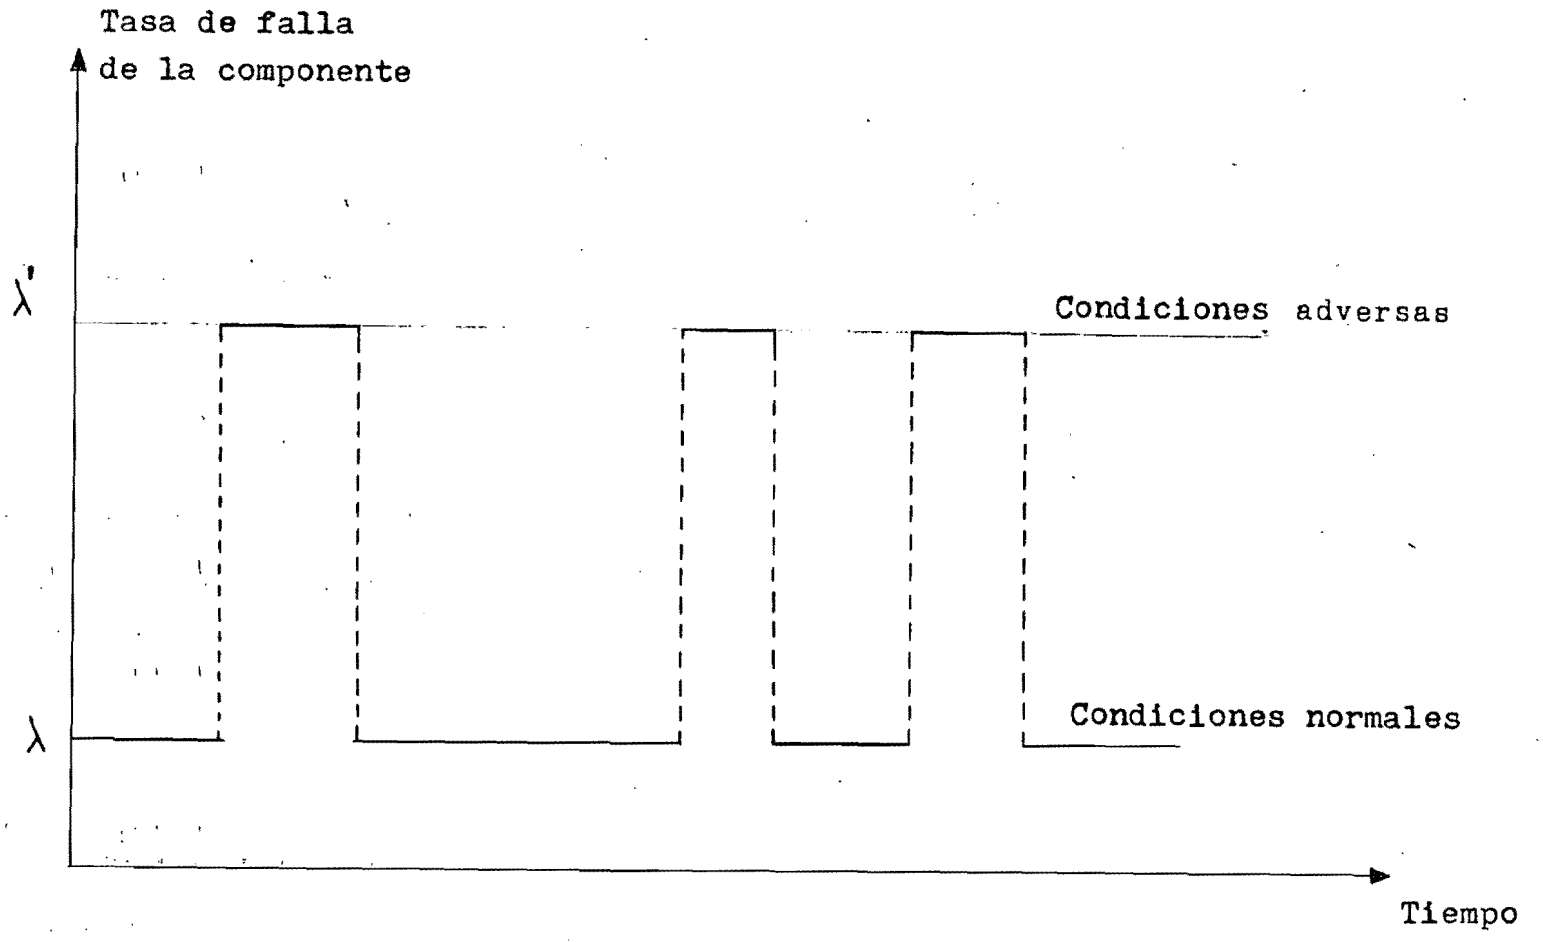 Tasa de falla
de la componente
λ'
Condiciones adversas
λ
Condiciones normales
Tiempo